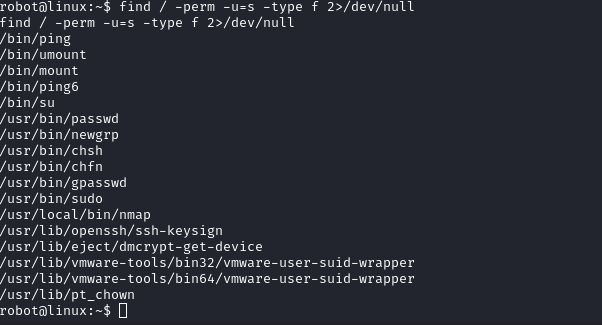 robot@linux:~$ find / -perm -u=s -type f 2>/dev/null
find / -perm -u=s -type f 2>/dev/null
/bin/ping
/bin/umount
/bin/mount
/bin/ping6
/bin/su
/usr/bin/passwd
/usr/bin/newgrp
/usr/bin/chsh
/usr/bin/chfn
/usr/bin/gpasswd
/usr/bin/sudo
/usr/local/bin/nmap
/usr/lib/openssh/ssh-keysign
/usr/lib/eject/dmcrypt-get-device
/usr/lib/vmware-tools/bin32/vmware-user-suid-wrapper
/usr/lib/vmware-tools/bin64/vmware-user-suid-wrapper
/usr/lib/pt_chown
robot@linux:~$